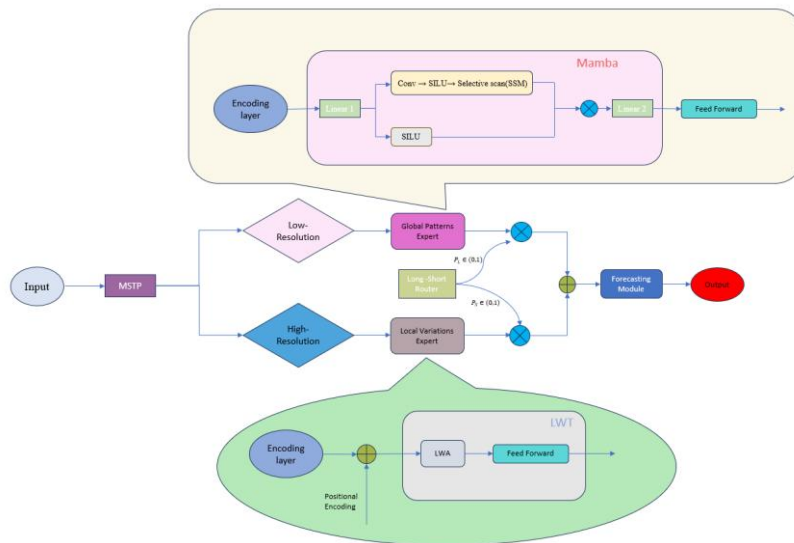 Mamba
Conv → SILU→ Selective scan(SSM)
Encoding
layer
Linear 1
Linear 2
Feed Forward
SILU
Low-
Resolution
Global Patterns
Expert
P₁ ∈ (0.1)
Input
MSTP
Long -Short
Router
Forecasting
Module
Output
P₂ ∈ (0.1)
High-
Resolution
Local Variations
Expert
LWT
Encoding
layer
LWA
Feed Forward
Positional
Encoding